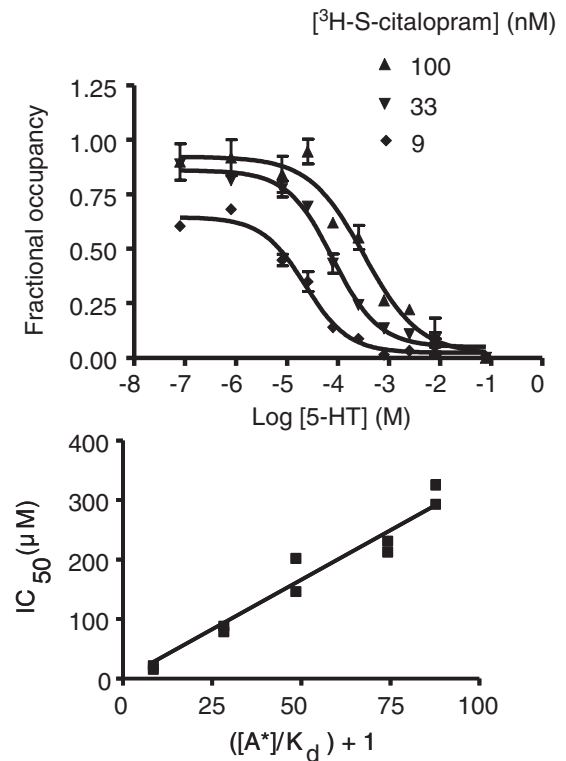 [³H-S-citalopram] (nM)
▲ 100
▼ 33
◆ 9
Fractional occupancy
1.25
1.00
0.75
0.50
0.25
0.00
-8 -7 -6 -5 -4 -3 -2 -1 0
Log [5-HT] (M)
IC₅₀(μM)
400
300
200
100
0
0 25 50 75 100
([A*]/K_d) + 1